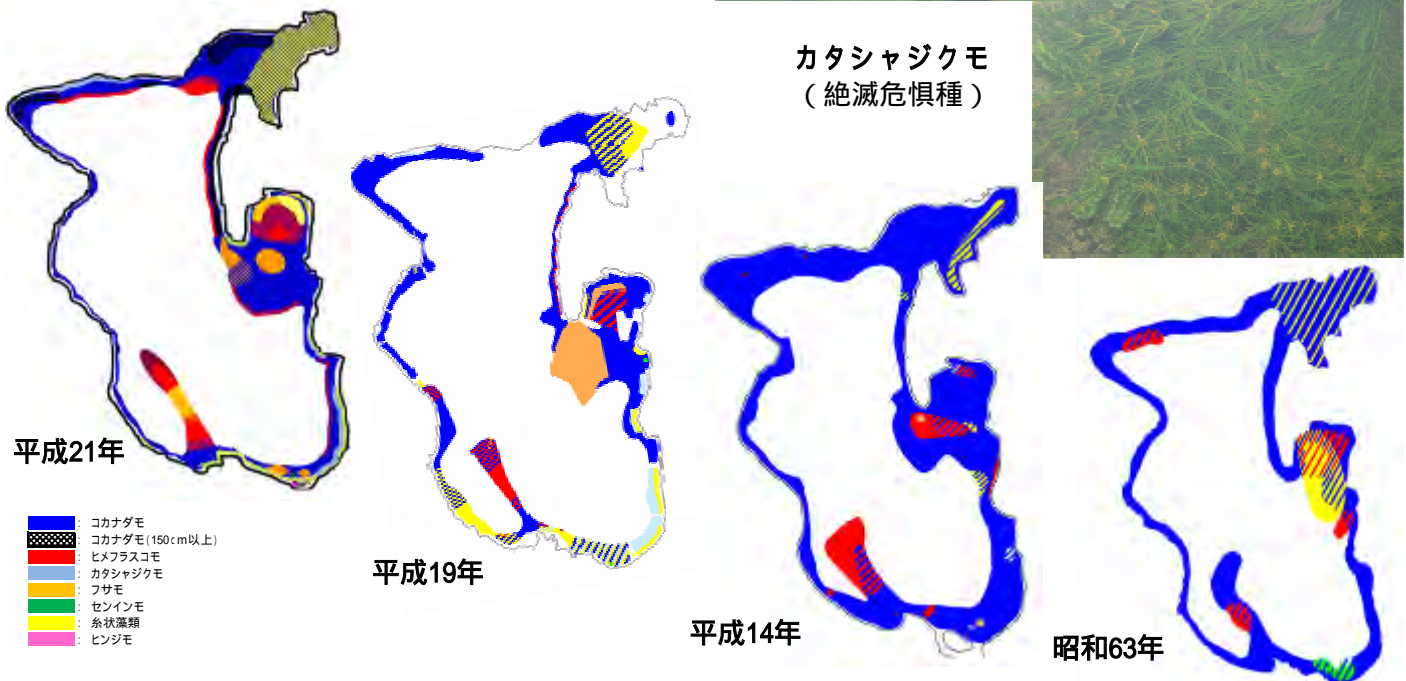 カタシャジクモ
(絶滅危惧種)
平成21年
平成19年
平成14年
昭和63年
: コカナダモ
: コカナダモ(150cm以上)
: ヒメフラスコモ
: カタシャジクモ
: フサモ
: センインモ
: 糸状藻類
: ヒンジモ